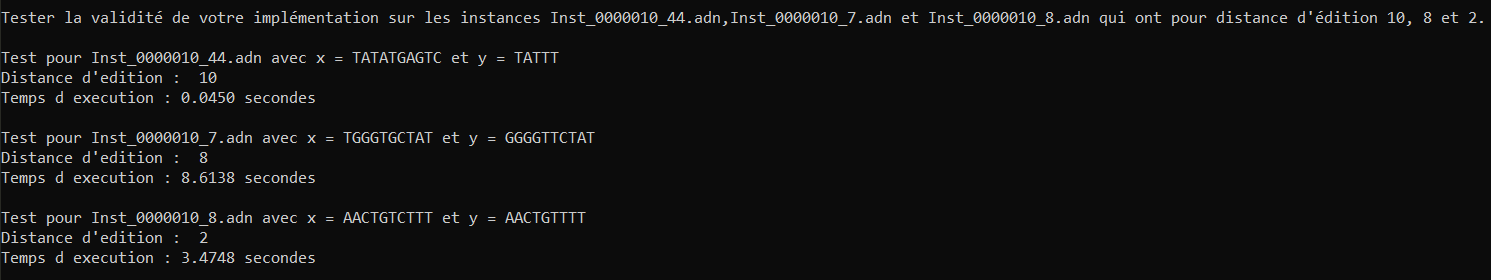 Tester la validité de votre implémentation sur les instances Inst_0000010_44.adn,Inst_0000010_7.adn et Inst_0000010_8.adn qui ont pour distance d'édition 10, 8 et 2.
Test pour Inst_0000010_44.adn avec x = TATATGAGTC et y = TATTT
Distance d'edition :  10
Temps d execution : 0.0450 secondes
Test pour Inst_0000010_7.adn avec x = TGGGTGCTAT et y = GGGGTTCTAT
Distance d'edition :  8
Temps d execution : 8.6138 secondes
Test pour Inst_0000010_8.adn avec x = AACTGTCTTT et y = AACTGTTTT
Distance d'edition :  2
Temps d execution : 3.4748 secondes